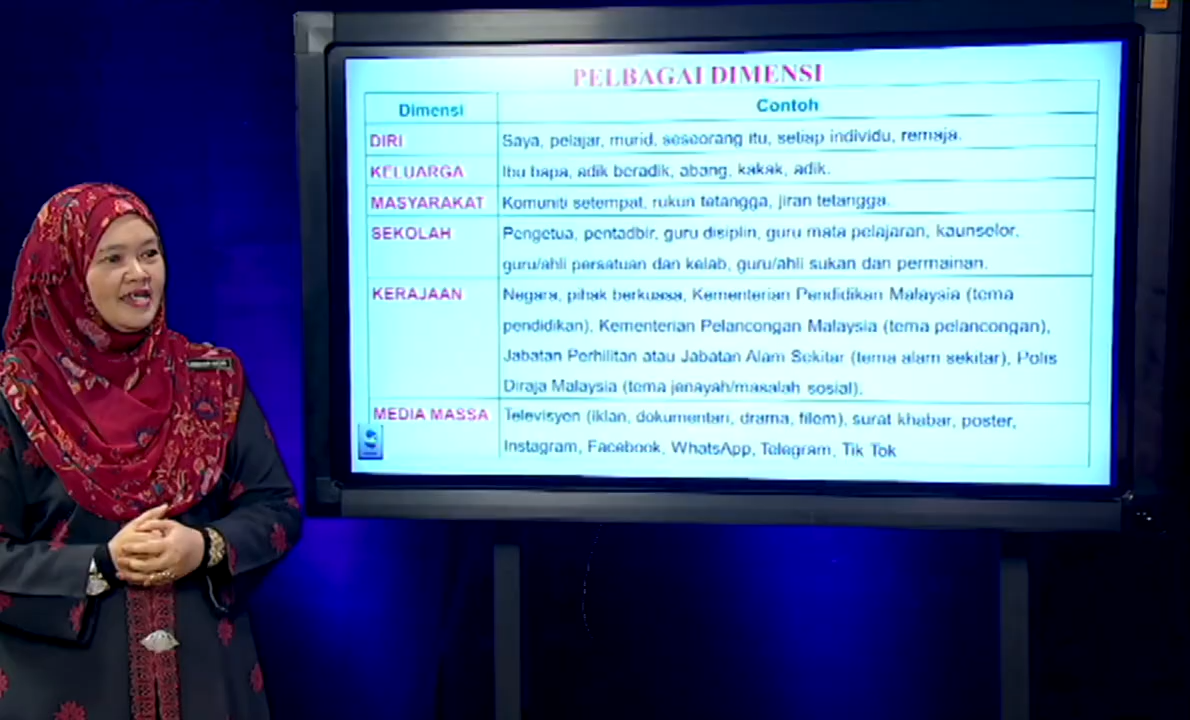 PELBAGAI DIMENSI
Dimensi Contoh
DIRI Saya, pelajar, murid, seseorang itu, setiap individu, remaja.
KELUARGA Ibu bapa, adik beradik, abang, kakak, adik.
MASYARAKAT Komuniti setempat, rukun tetangga, jiran tetangga.
SEKOLAH Pengetua, pentadbir, guru disiplin, guru mata pelajaran, kaunselor,
guru/ahli persatuan dan kelab, guru/ahli sukan dan permainan.
KERAJAAN Negara, pihak berkuasa, Kementerian Pendidikan Malaysia (tema
pendidikan), Kementerian Pelancongan Malaysia (tema pelancongan),
Jabatan Perhilitan atau Jabatan Alam Sekitar (tema alam sekitar), Polis
Diraja Malaysia (tema jenayah/masalah sosial).
MEDIA MASSA Televisyen (iklan, dokumentari, drama, filem), surat khabar, poster,
Instagram, Facebook, WhatsApp, Telegram, Tik Tok